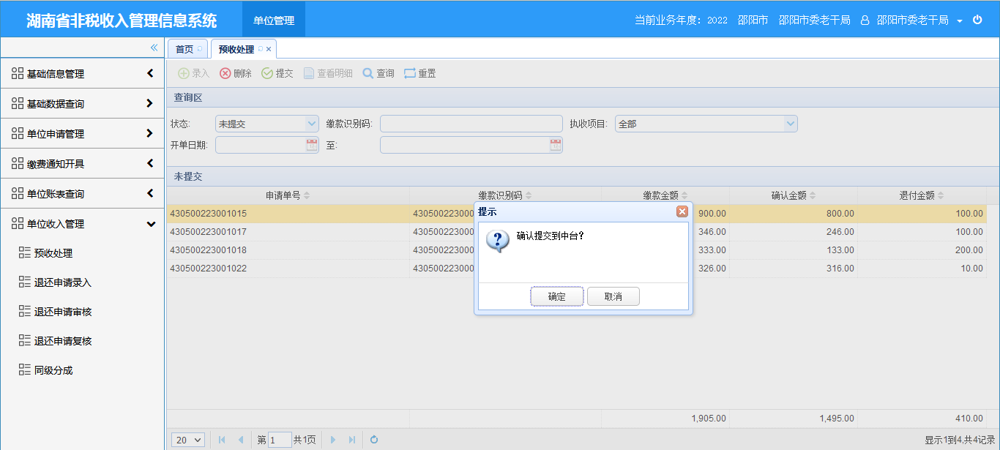 湖南省非税收入管理信息系统 单位管理 当前业务年度：2022 邵阳市 邵阳市委老干局 邵阳市委老干局
首页 预收处理
基础信息管理
基础数据查询
单位申请管理
缴费通知开具
单位账表查询
单位收入管理
预收处理
退还申请录入
退还申请审核
退还申请复核
同级分成
录入 删除 提交 查看明细 查询 重置
查询区
状态: 未提交 缴款识别码: 执收项目: 全部
开单日期: 至:
未提交
申请单号 缴款识别码 缴款金额 确认金额 退付金额
430500223001015 430500223000 900.00 800.00 100.00
430500223001017 430500223000 346.00 246.00 100.00
430500223001018 430500223000 333.00 133.00 200.00
430500223001022 430500223000 326.00 316.00 10.00
提示
确认提交到中台?
确定 取消
1,905.00 1,495.00 410.00
20 第 1 共1页 显示1到4,共4记录